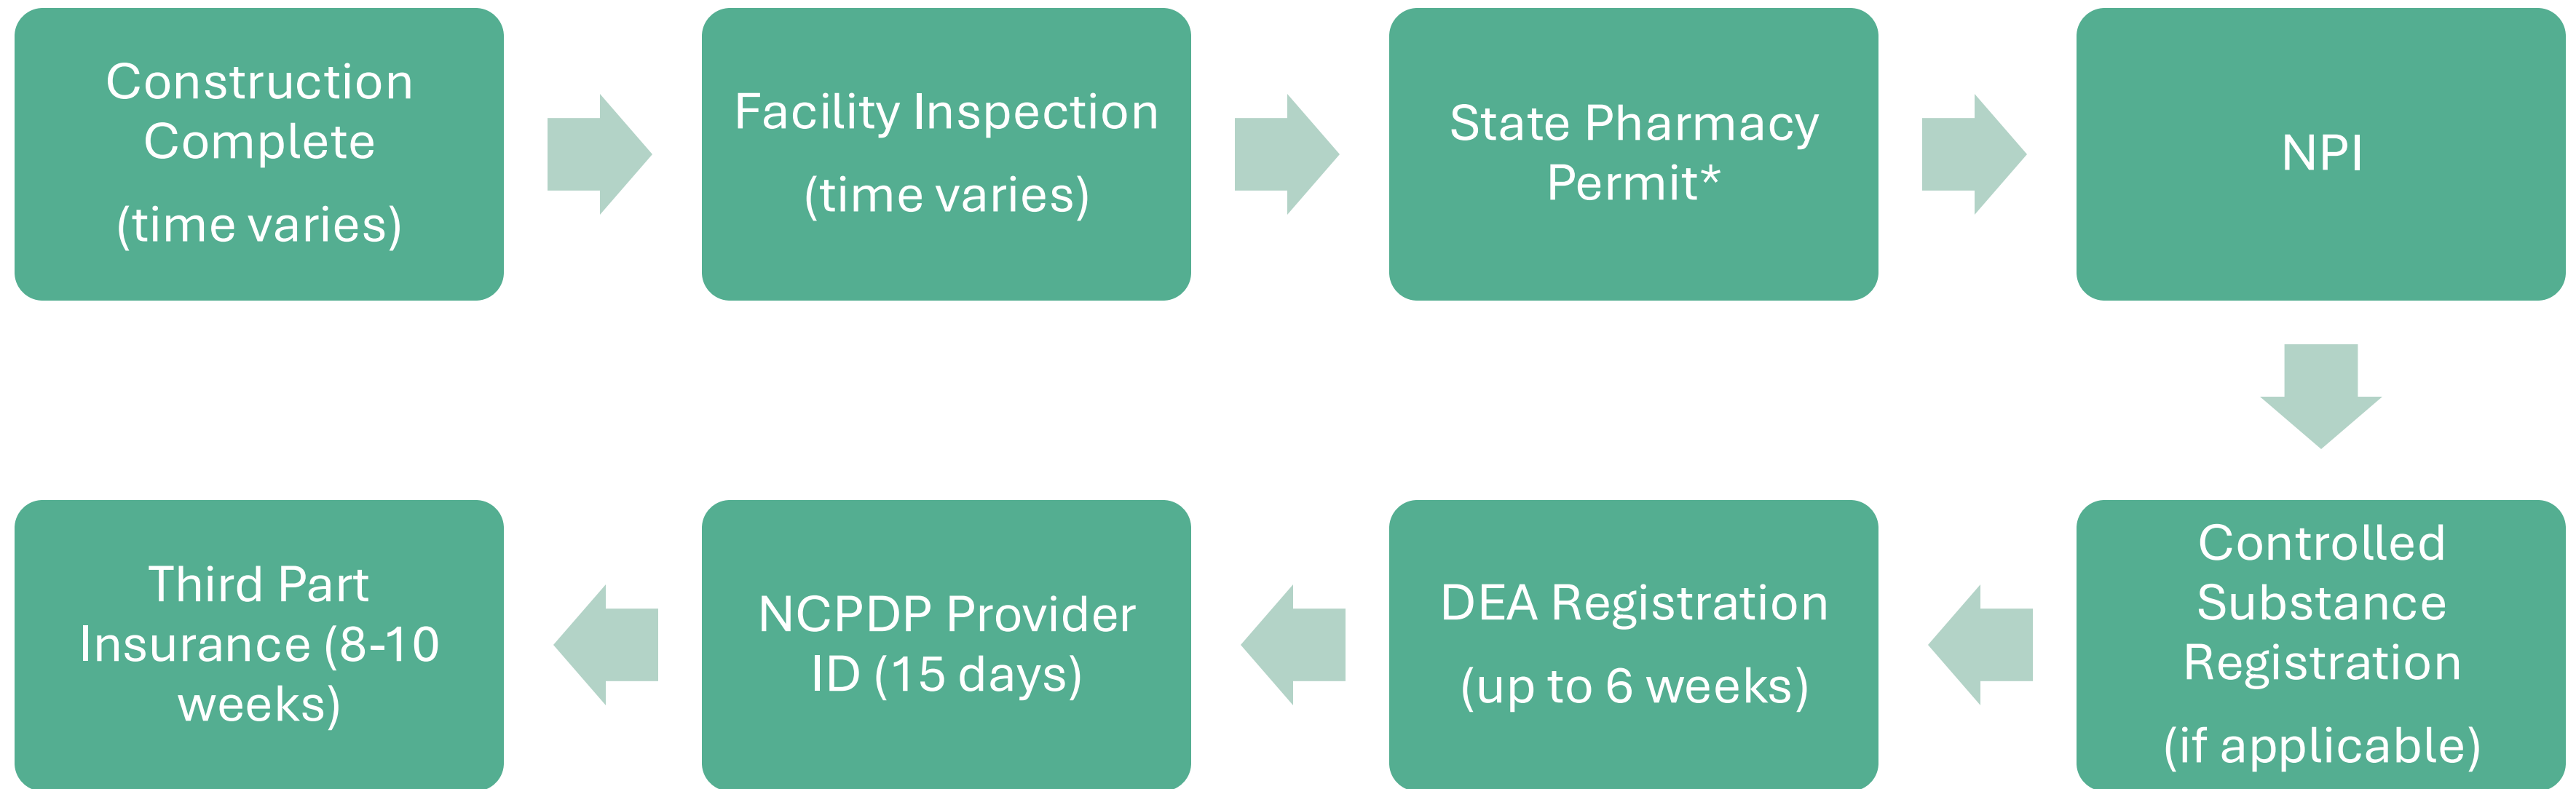 Construction
Complete
(time varies)
Facility Inspection
(time varies)
State Pharmacy
Permit*
NPI
Controlled
Substance
Registration
(if applicable)
DEA Registration
(up to 6 weeks)
NCPDP Provider
ID (15 days)
Third Part
Insurance (8-10
weeks)